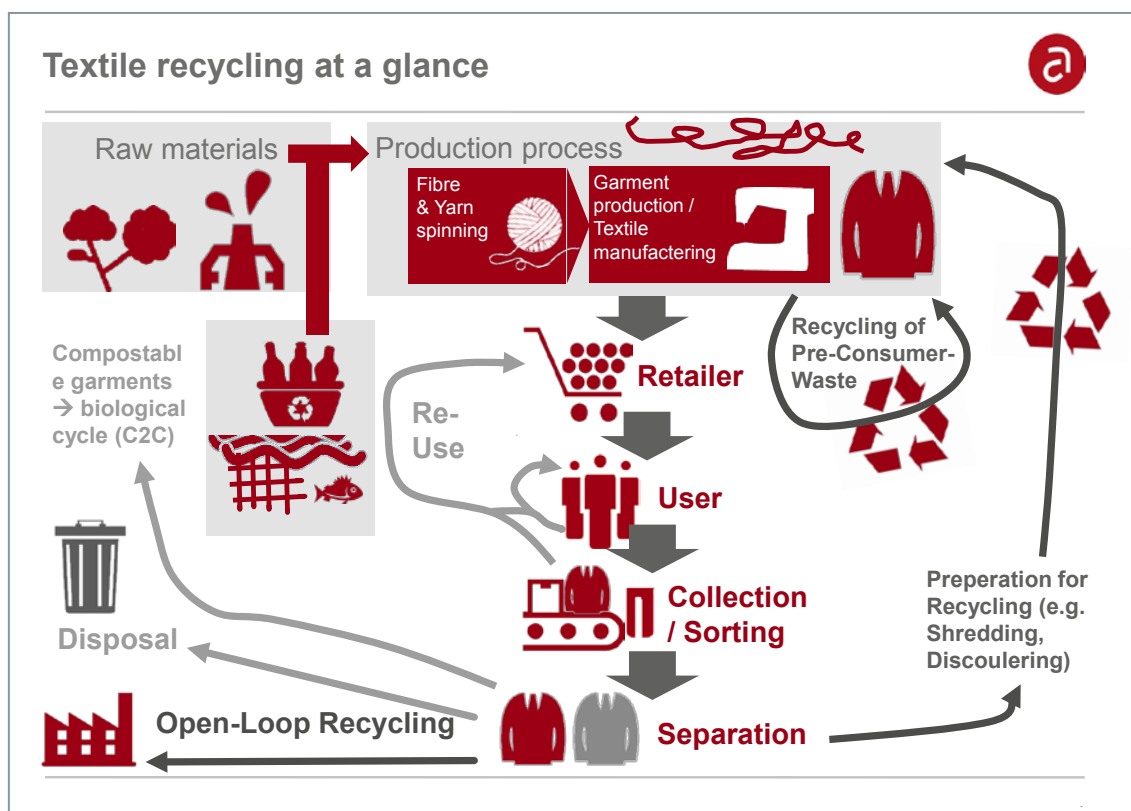 Textile recycling at a glance
a
Raw materials
Production process
Fibre
& Yarn
spinning
Garment
production /
Textile
manufactering
Compostabl
e garments
→ biological
cycle (C2C)
Re-
Use
Retailer
Recycling of
Pre-Consumer-
Waste
User
Collection
/ Sorting
Preperation for
Recycling (e.g.
Shredding,
Discoulering)
Disposal
Open-Loop Recycling
Separation